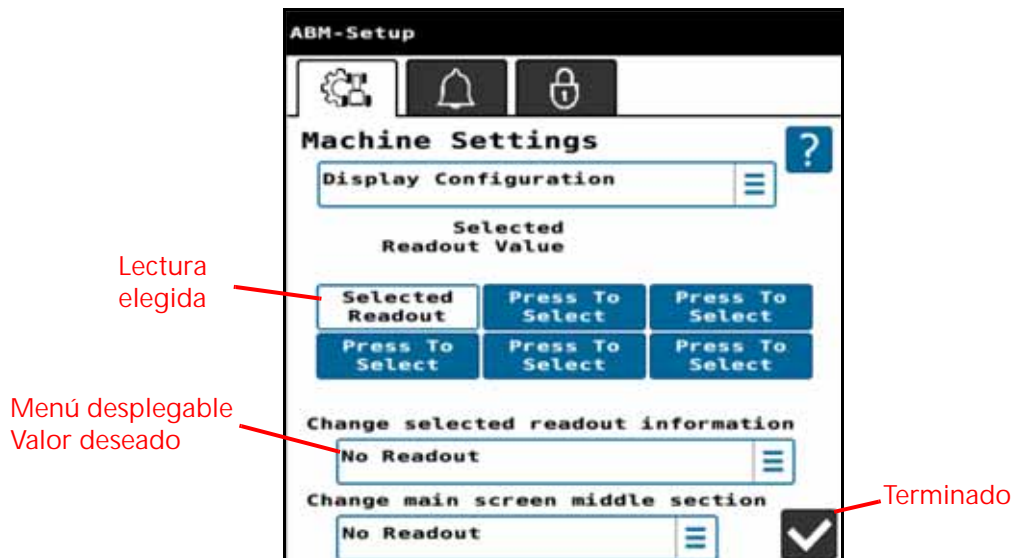 ABM-Setup
Machine Settings
?
Display Configuration
Selected
Readout Value
Lectura
elegida
Selected
Readout
Press To
Select
Press To
Select
Press To
Select
Press To
Select
Press To
Select
Menú desplegable
Valor deseado
Change selected readout information
No Readout
Change main screen middle section
No Readout
Terminado